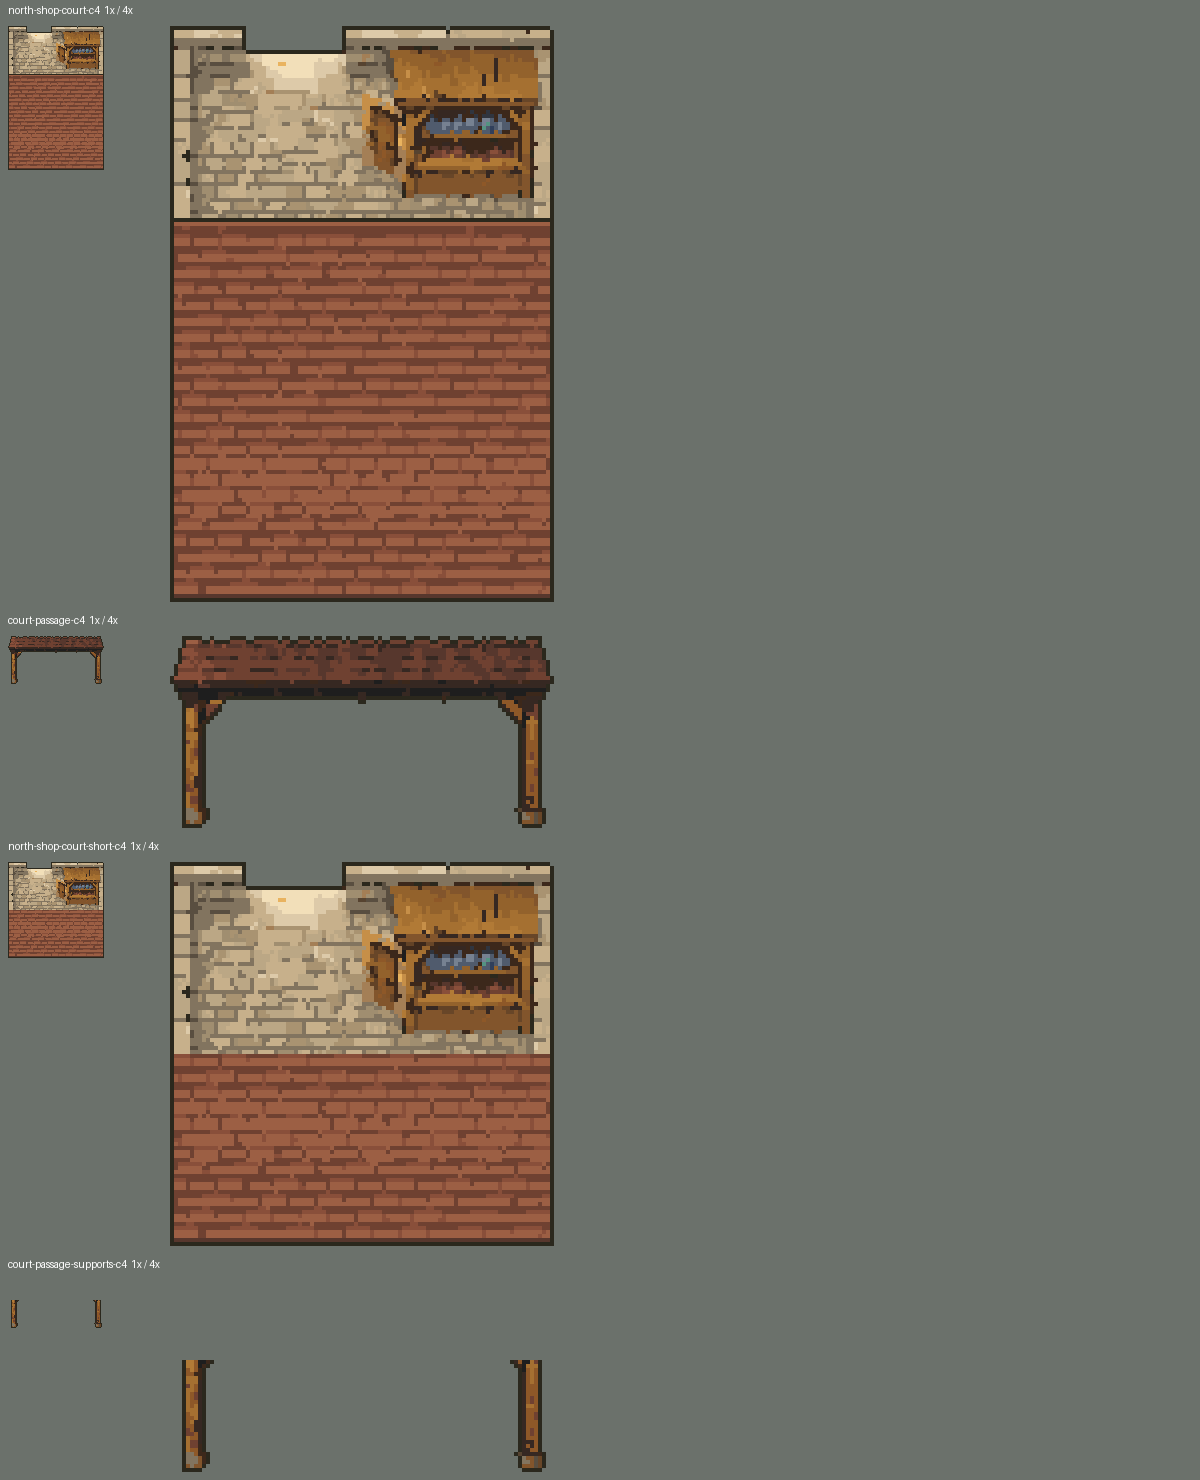 north-shop-court-c4 1x / 4x
court-passage-c4 1x / 4x
north-shop-court-short-c4 1x / 4x
court-passage-supports-c4 1x / 4x